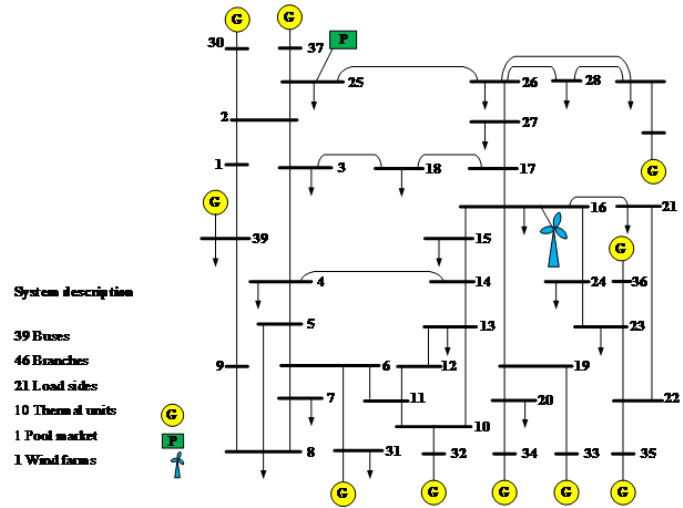 G
G
30
37
P
25
26
28
2
27
1
3
18
17
G
G
16
21
39
15
G
4
14
24
36
System description
5
13
23
39 Buses
9
6
12
19
46 Branches
21 Load sides
7
11
20
22
10 Thermal units
G
10
1 Pool market
P
8
31
32
34
33
35
1 Wind farms
G
G
G
G
G